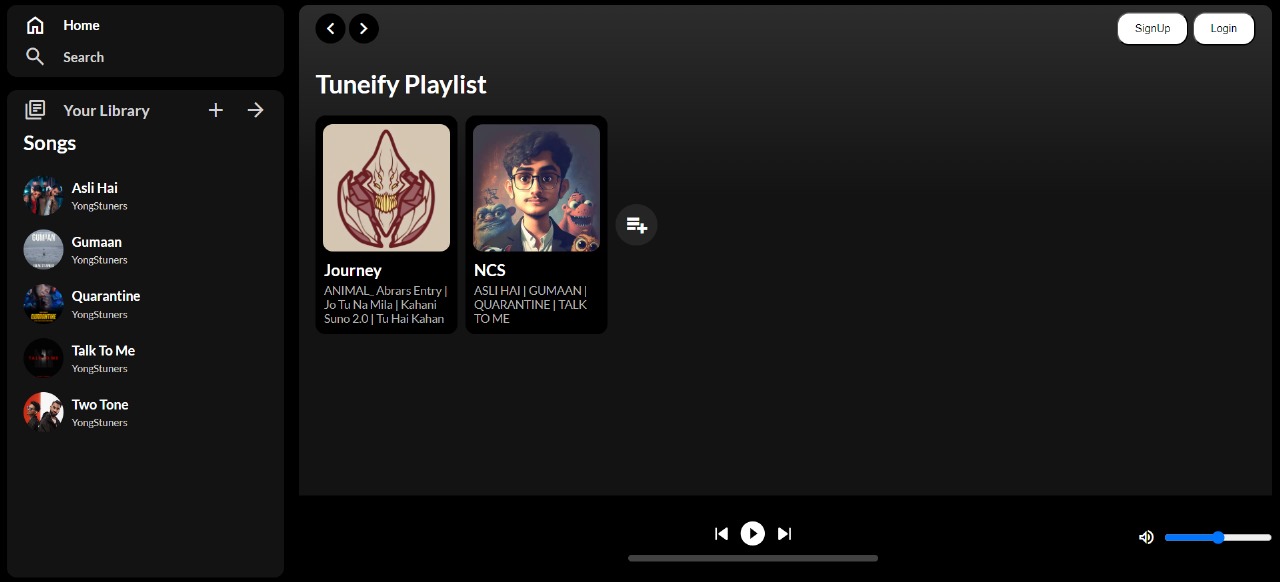 Home
Search
Your Library
Songs
Asli Hai
YongStuners
Gumaan
YongStuners
Quarantine
YongStuners
Talk To Me
YongStuners
Two Tone
YongStuners
SignUp
Login
Tuneify Playlist
Journey
ANIMAL_ Abrars Entry |
Jo Tu Na Mila | Kahani
Suno 2.0 | Tu Hai Kahan
NCS
ASLI HAI | GUMAAN |
QUARANTINE | TALK
TO ME